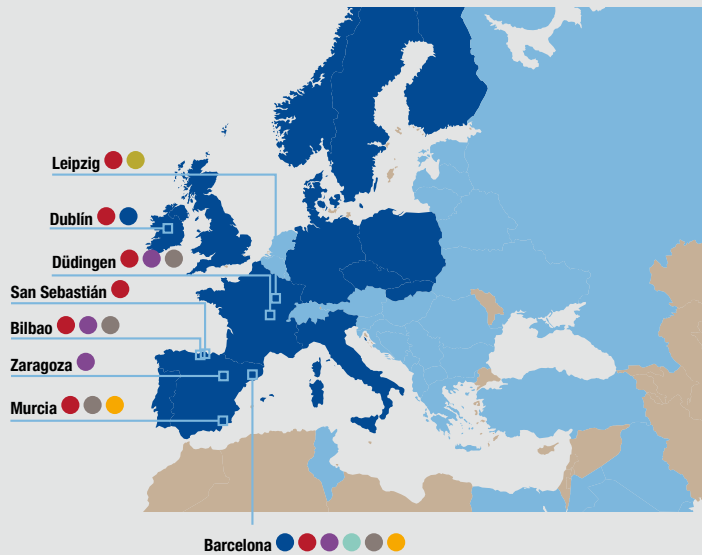 Leipzig
Dublín
Düdingen
San Sebastián
Bilbao
Zaragoza
Murcia
Barcelona